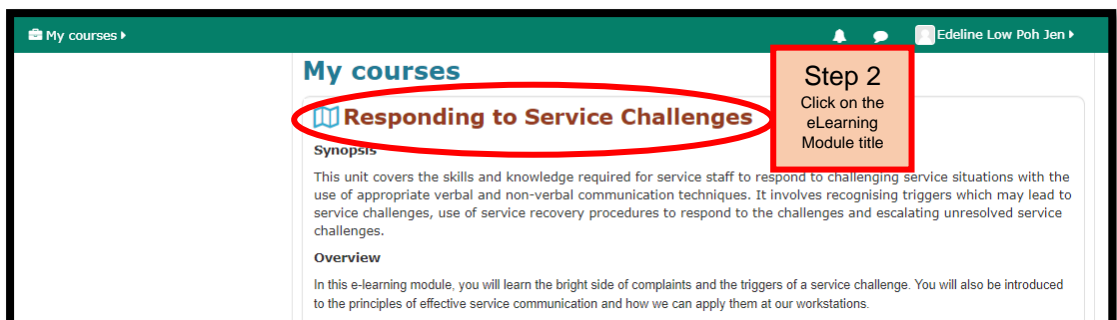 My courses
Edeline Low Poh Jen
My courses
Step 2
Click on the
eLearning
Module title
Responding to Service Challenges
Synopsis
This unit covers the skills and knowledge required for service staff to respond to challenging service situations with the
use of appropriate verbal and non-verbal communication techniques. It involves recognising triggers which may lead to
service challenges, use of service recovery procedures to respond to the challenges and escalating unresolved service
challenges.
Overview
In this e-learning module, you will learn the bright side of complaints and the triggers of a service challenge. You will also be introduced
to the principles of effective service communication and how we can apply them at our workstations.